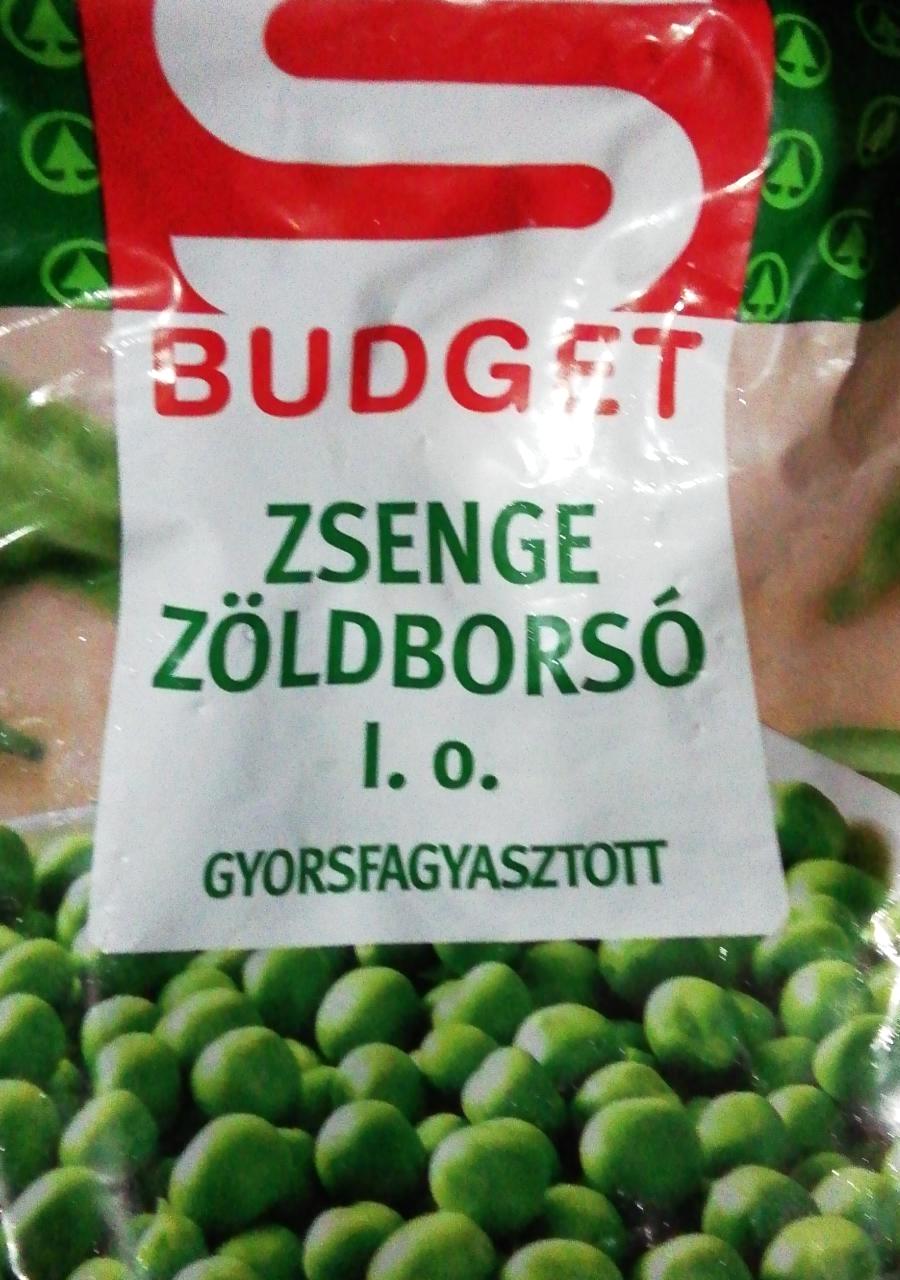 BUDGET
ZSENGE
ZÖLDBORSÓ
I. o.
GYORSFAGYASZTOTT